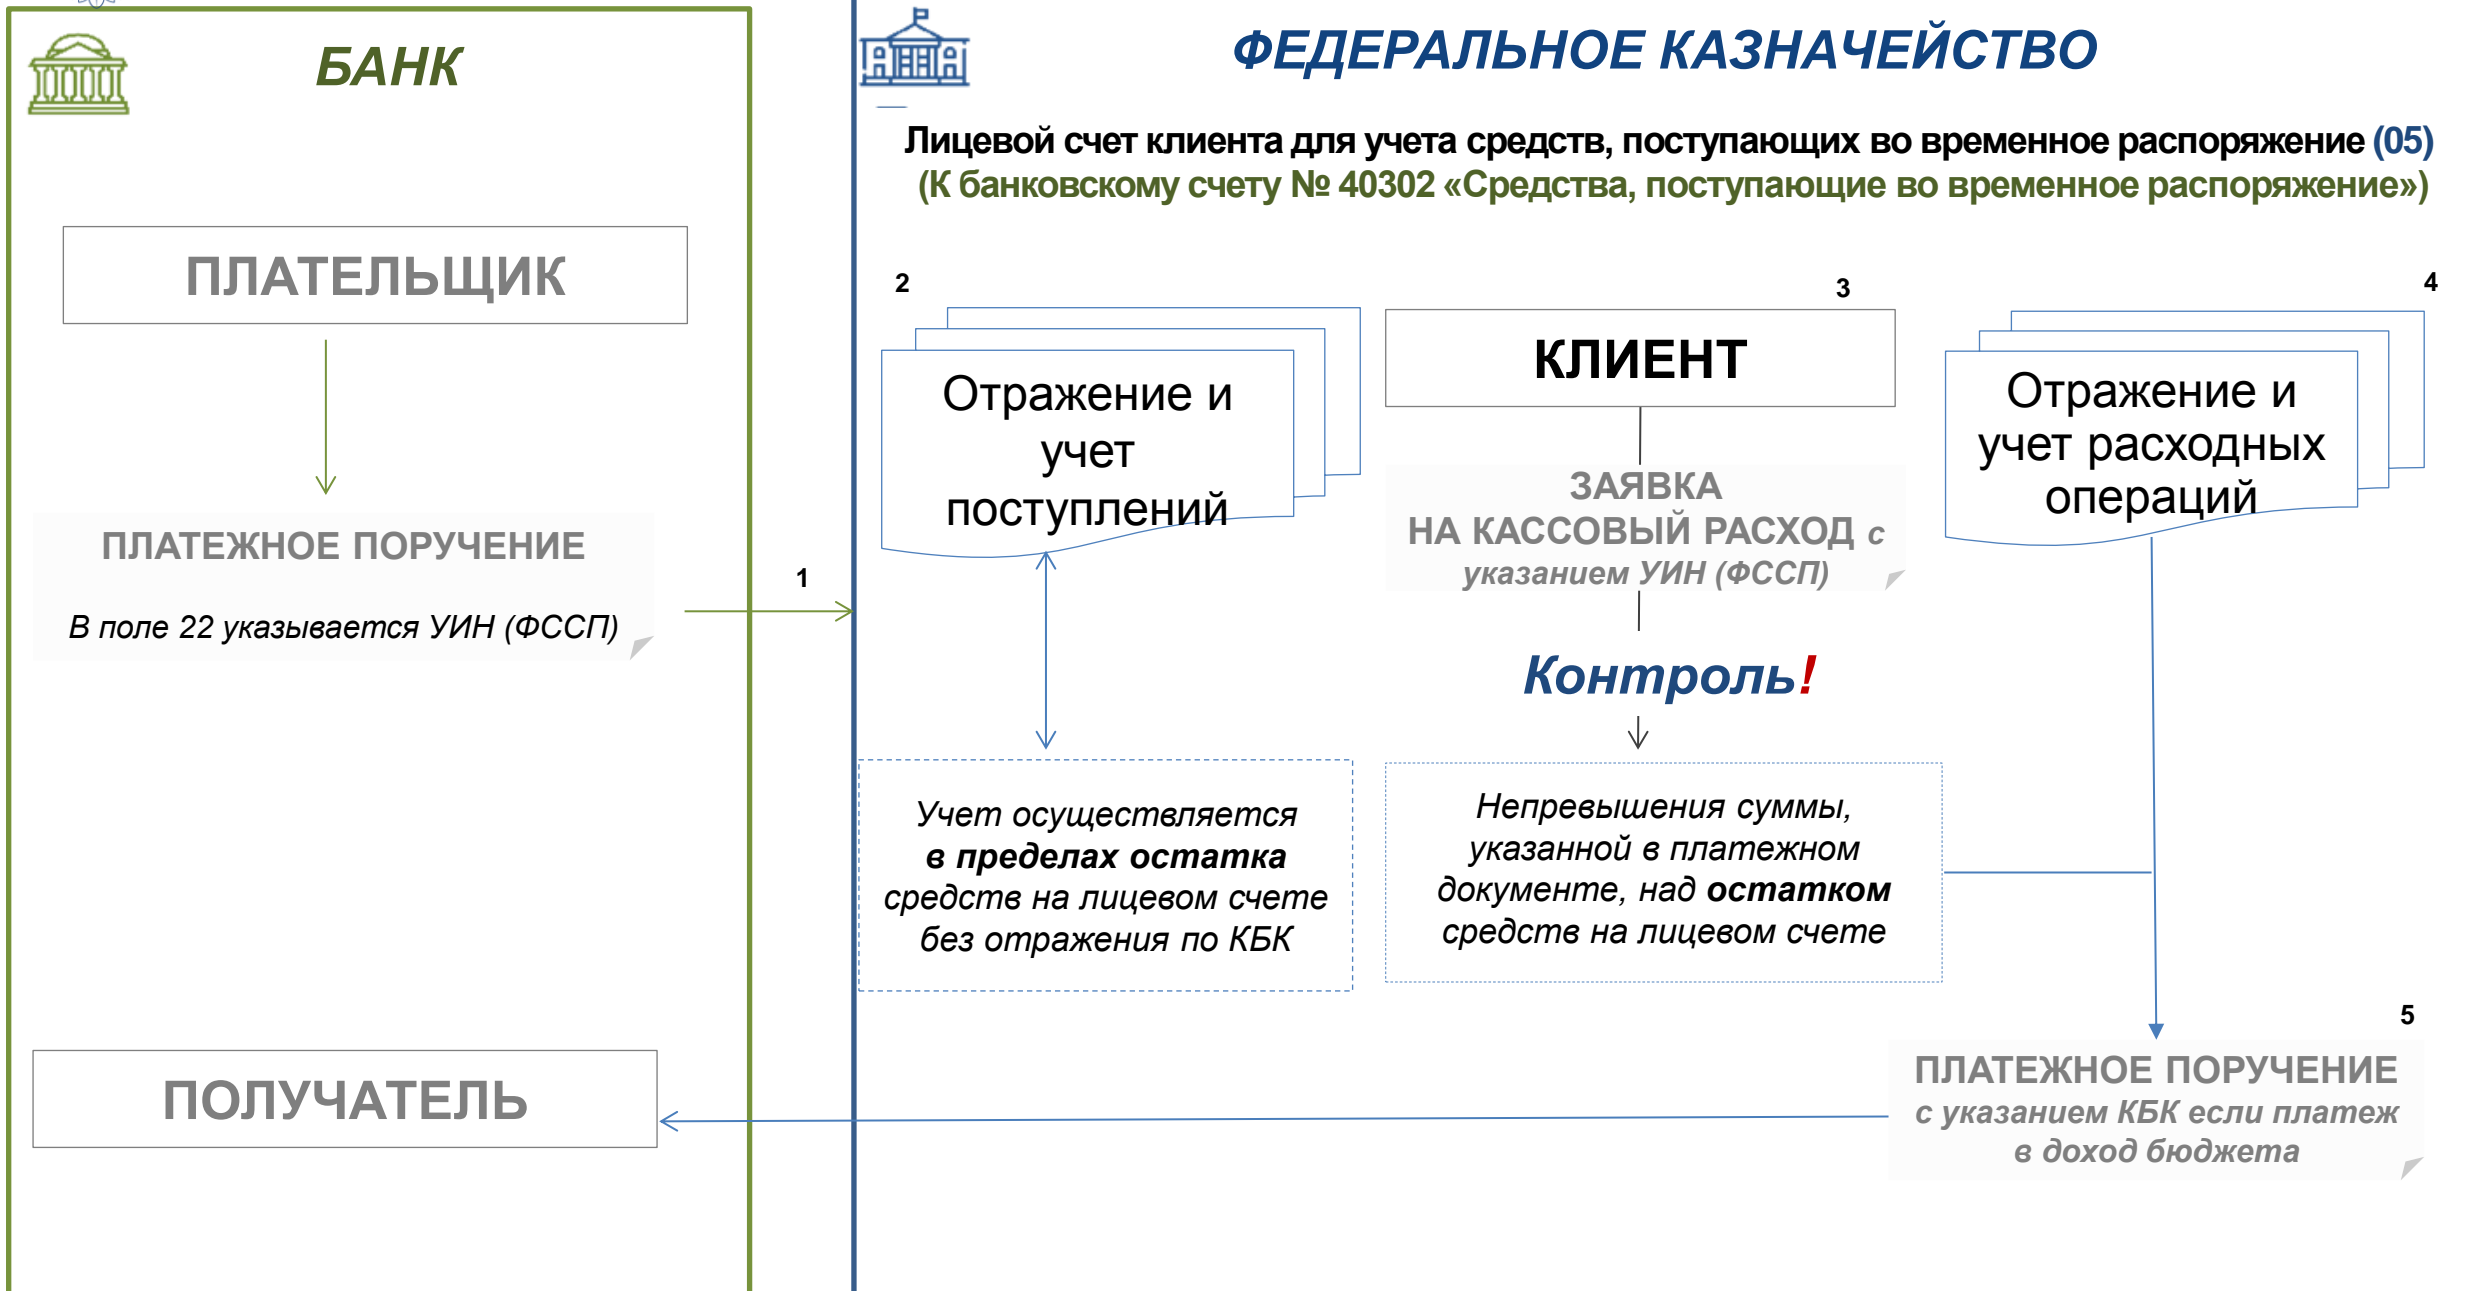 БАНК
ФЕДЕРАЛЬНОЕ КАЗНАЧЕЙСТВО
Лицевой счет клиента для учета средств, поступающих во временное распоряжение (05)
(К банковскому счету № 40302 «Средства, поступающие во временное распоряжение»)
ПЛАТЕЛЬЩИК
ПЛАТЕЖНОЕ ПОРУЧЕНИЕ
В поле 22 указывается УИН (ФССП)
1
2
Отражение и
учет
поступлений
Учет осуществляется
в пределах остатка
средств на лицевом счете
без отражения по КБК
3
КЛИЕНТ
ЗАЯВКА
НА КАССОВЫЙ РАСХОД с
указанием УИН (ФССП)
Контроль!
Непревышения суммы,
указанной в платежном
документе, над остатком
средств на лицевом счете
4
Отражение и
учет расходных
операций
5
ПЛАТЕЖНОЕ ПОРУЧЕНИЕ
с указанием КБК если платеж
в доход бюджета
ПОЛУЧАТЕЛЬ